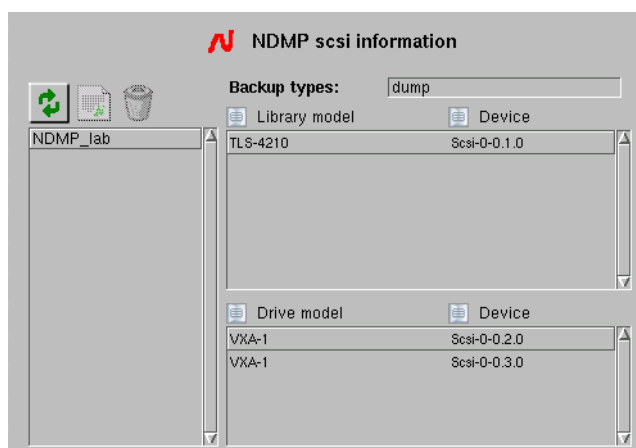 NDMP scsi information
Backup types: dump
Library model Device
NDMP_lab
TLS-4210 Scsi-0-0.1.0
Drive model Device
VXA-1 Scsi-0-0.2.0
VXA-1 Scsi-0-0.3.0